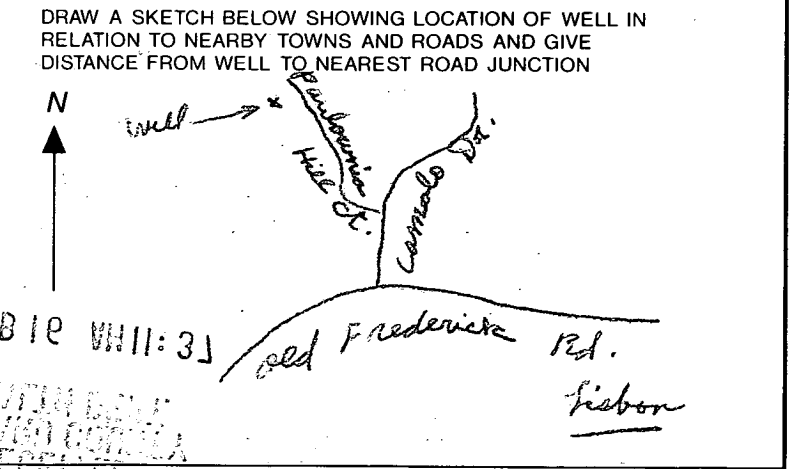 DRAW A SKETCH BELOW SHOWING LOCATION OF WELL IN
RELATION TO NEARBY TOWNS AND ROADS AND GIVE
DISTANCE FROM WELL TO NEAREST ROAD JUNCTION
N
Well
Paulownia
Hill Ct.
Dr.
old Frederick Rd.
Lisbon